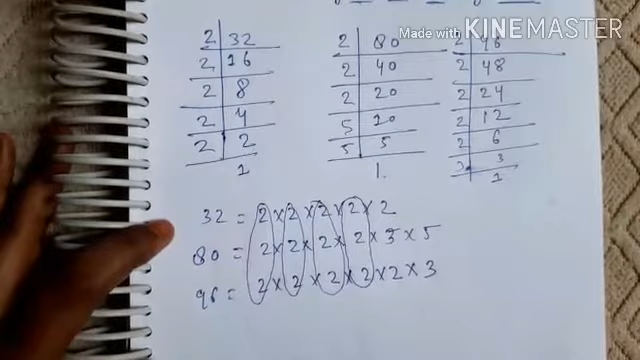 Made with KINEMASTER
2 | 32
2 | 16
2 | 8
2 | 4
2 | 2
1
2 | 80
2 | 40
2 | 20
5 | 10
5 | 5
1.
2 | 96
2 | 48
2 | 24
2 | 12
2 | 6
3
1
32 = 2 × 2 × 2 × 2 × 2
80 = 2 × 2 × 2 × 2 × 5 × 5
96 = 2 × 2 × 2 × 2 × 2 × 3